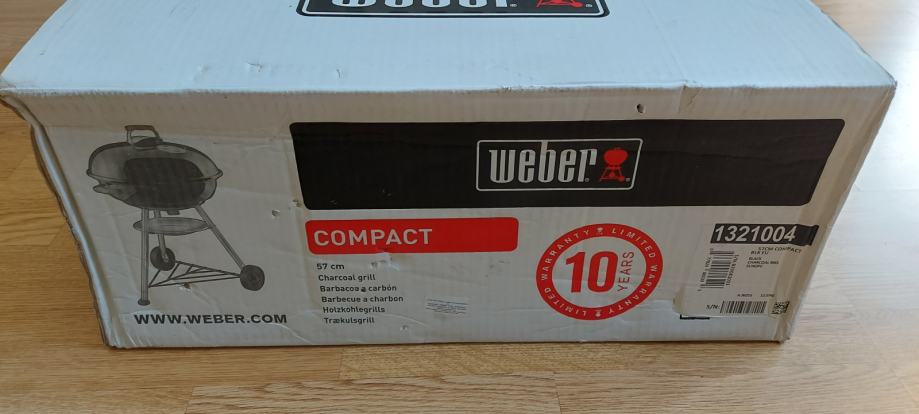 weber
weber
COMPACT
57 cm
Charcoal grill
Barbacoa a carbón
Barbecue a charbon
Holzkohlegrills
Trækulsgrill
WWW.WEBER.COM
LIMITED WARRANTY
LIMITED WARRANTY
10 YEARS
1321004
57CM COMPACT
BLK EU
BLACK
CHARCOAL BBQ
EUROPE
S/N: